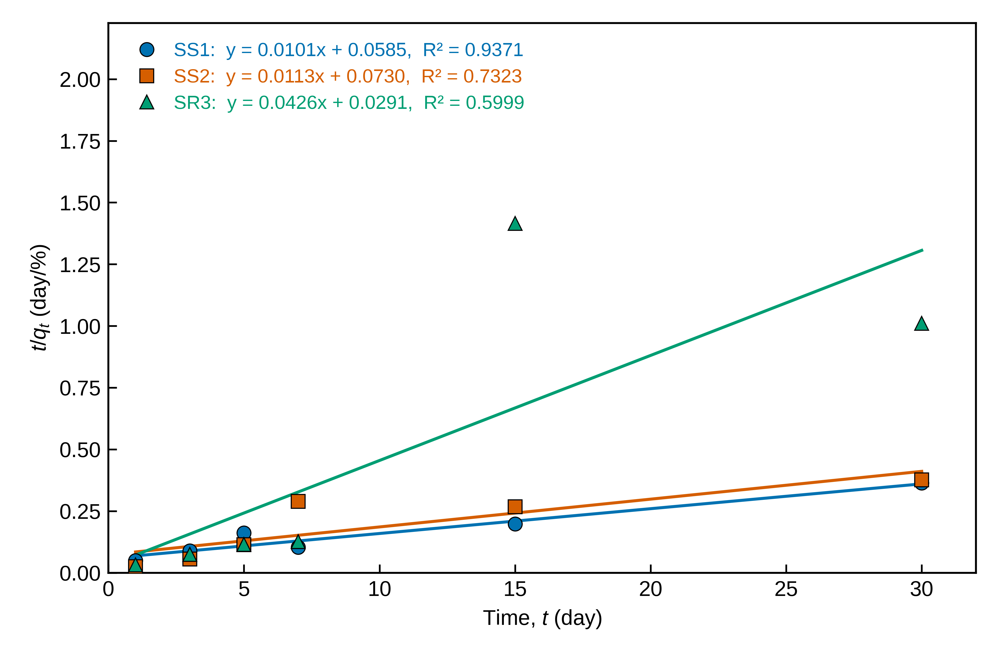 SS1: y = 0.0101x + 0.0585, R² = 0.9371
SS2: y = 0.0113x + 0.0730, R² = 0.7323
SR3: y = 0.0426x + 0.0291, R² = 0.5999
t/qₜ (day/%)
2.00
1.75
1.50
1.25
1.00
0.75
0.50
0.25
0.00
0 5 10 15 20 25 30
Time, t (day)